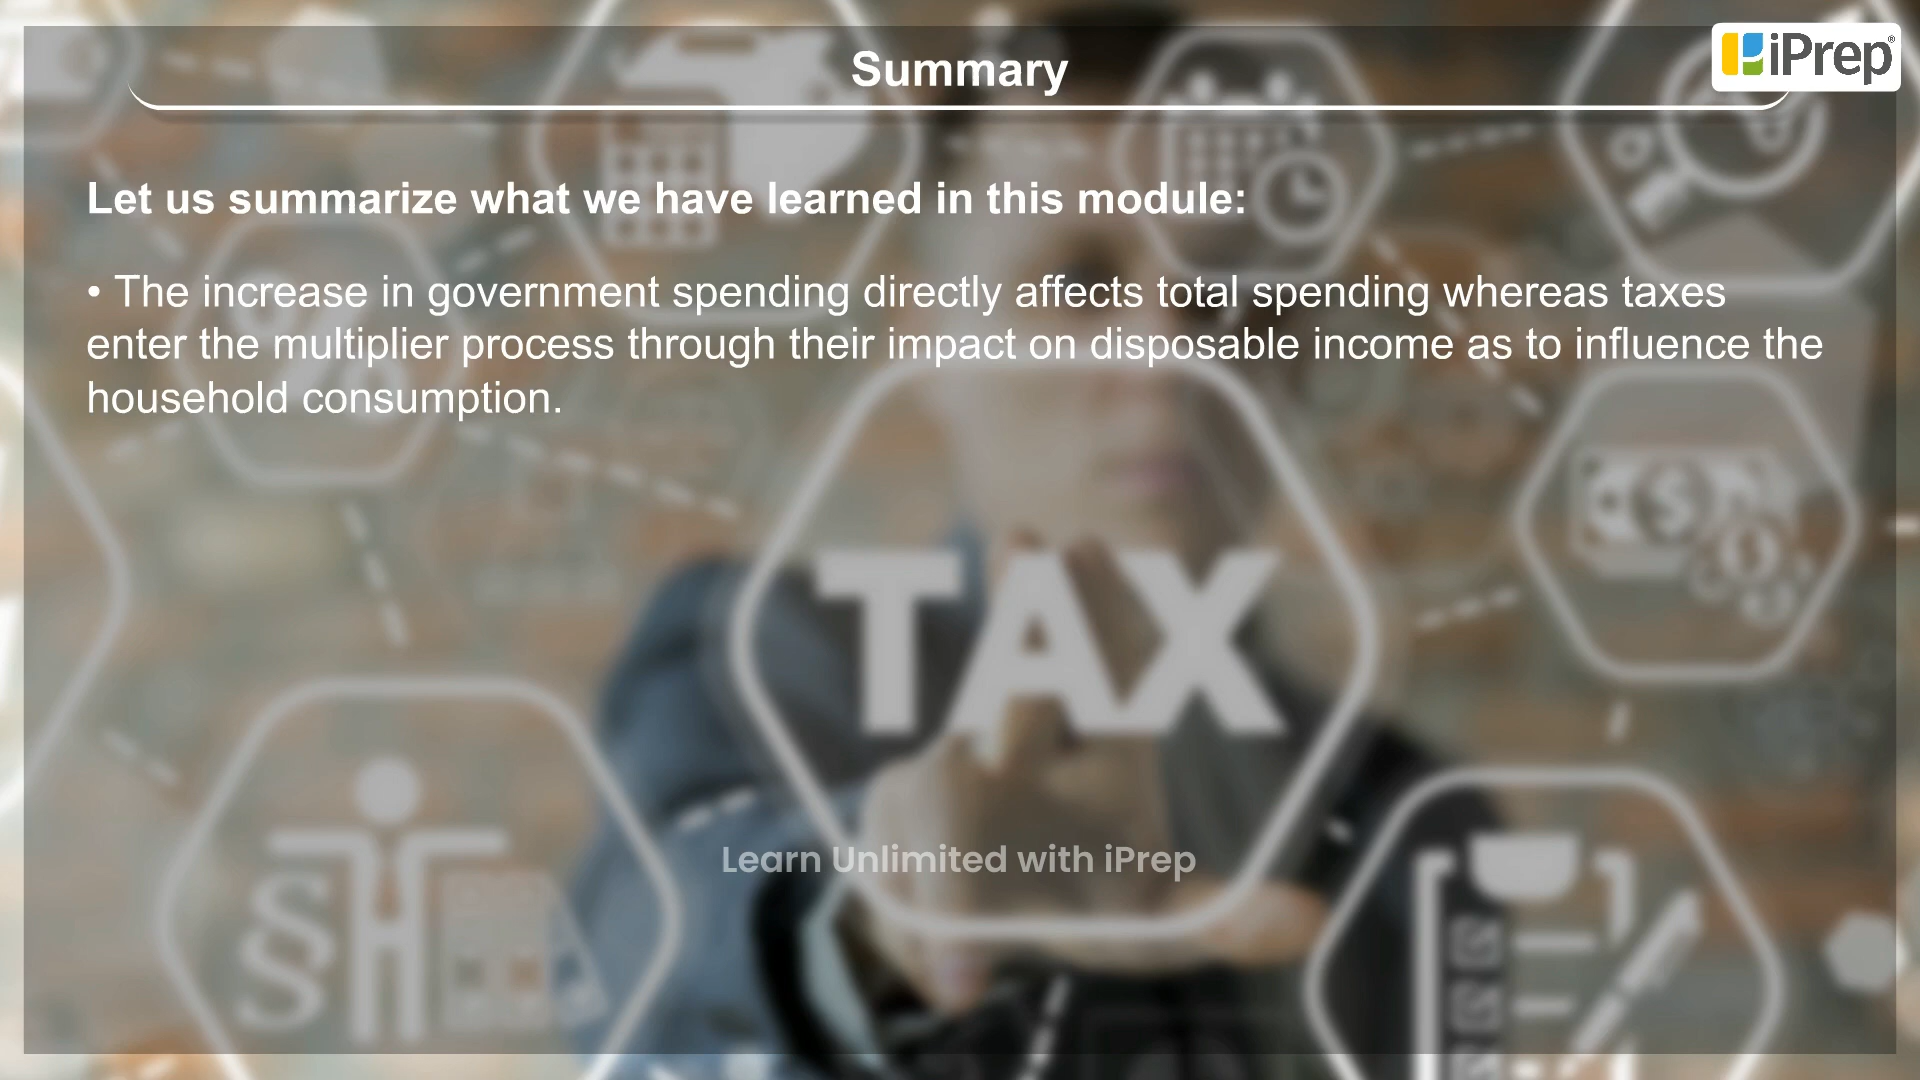 Summary
iPrep®
Let us summarize what we have learned in this module:
• The increase in government spending directly affects total spending whereas taxes
enter the multiplier process through their impact on disposable income as to influence the
household consumption.
TAX
Learn Unlimited with iPrep